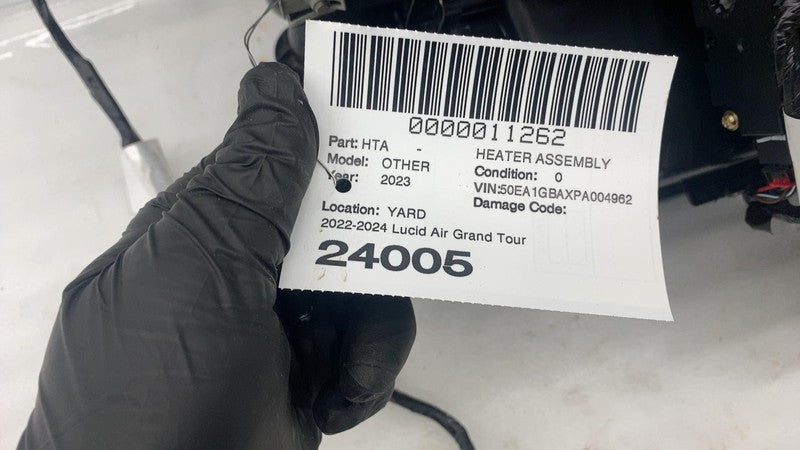 0000011262
Part: HTA - HEATER ASSEMBLY
Model: OTHER Condition: 0
Year: 2023 VIN:50EA1GBAXPA004962
Damage Code:
Location: YARD
2022-2024 Lucid Air Grand Tour
24005